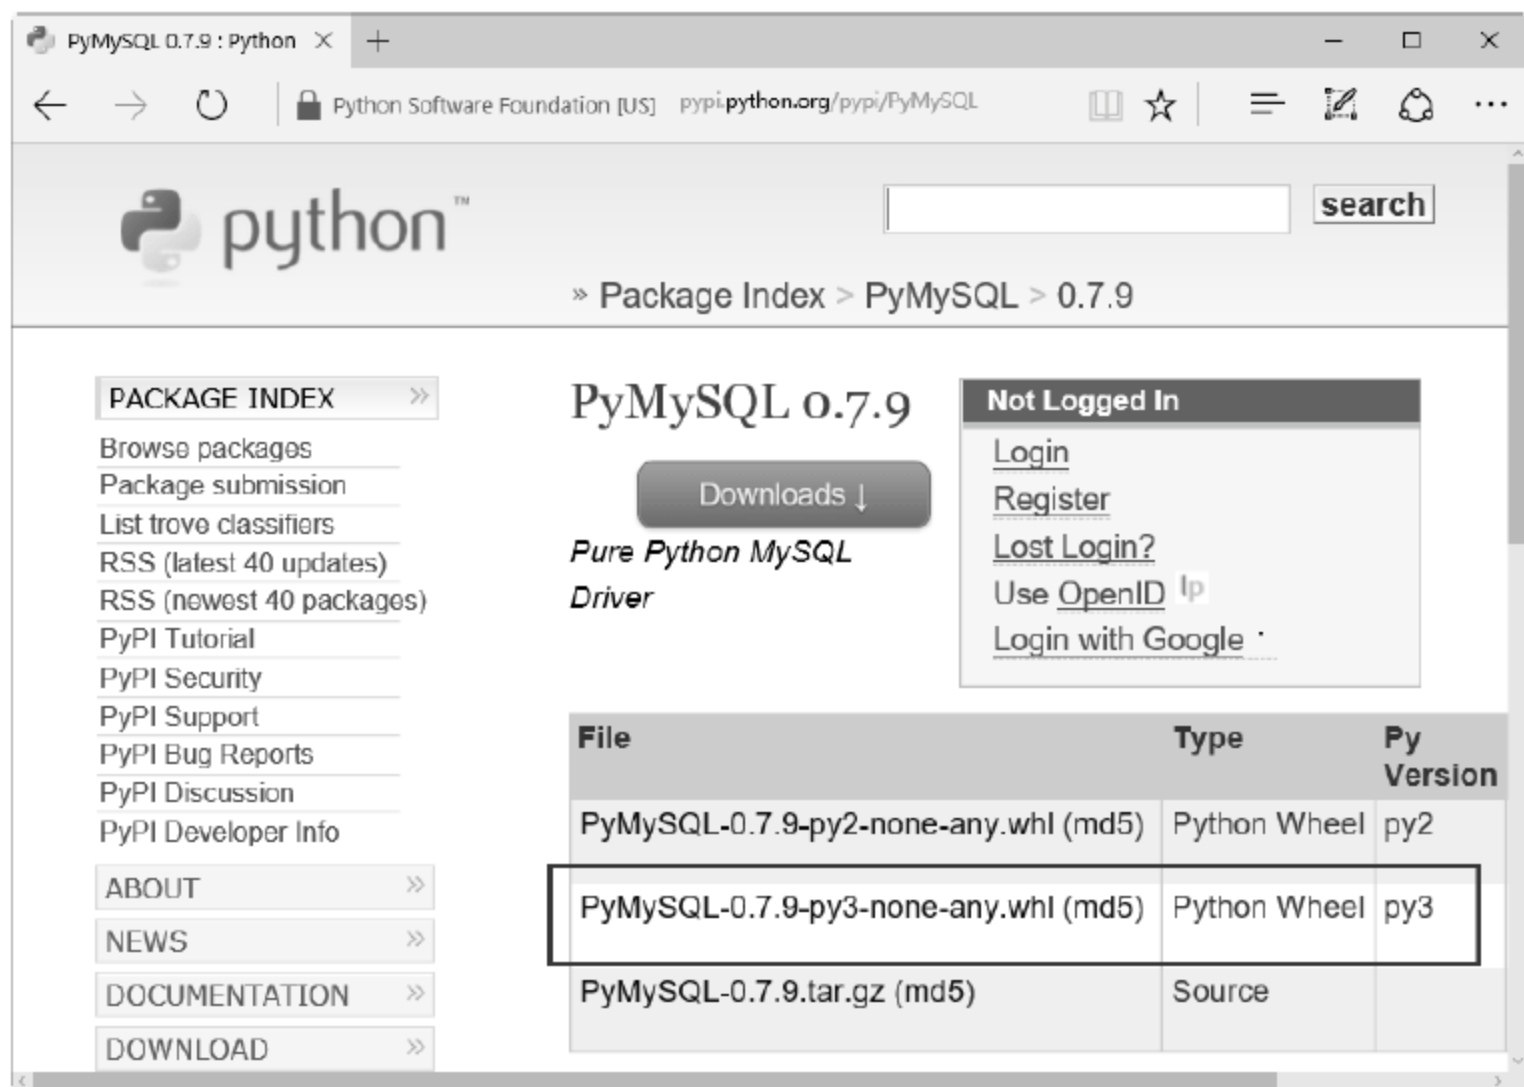 PyMySQL 0.7.9 : Python
Python Software Foundation [US] pypi.python.org/pypi/PyMySQL
python™
search
» Package Index > PyMySQL > 0.7.9
PACKAGE INDEX »
Browse packages
Package submission
List trove classifiers
RSS (latest 40 updates)
RSS (newest 40 packages)
PyPI Tutorial
PyPI Security
PyPI Support
PyPI Bug Reports
PyPI Discussion
PyPI Developer Info
ABOUT »
NEWS »
DOCUMENTATION »
DOWNLOAD »
PyMySQL 0.7.9
Downloads ↓
Pure Python MySQL
Driver
Not Logged In
Login
Register
Lost Login?
Use OpenID lp
Login with Google
File Type Py
Version
PyMySQL-0.7.9-py2-none-any.whl (md5) Python Wheel py2
PyMySQL-0.7.9-py3-none-any.whl (md5) Python Wheel py3
PyMySQL-0.7.9.tar.gz (md5) Source